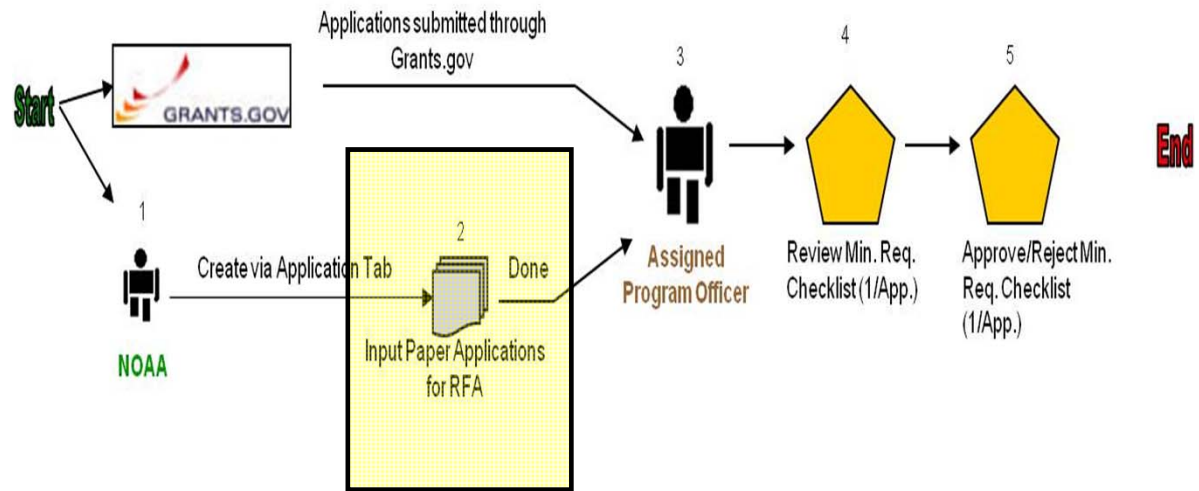 Start
GRANTS.GOV
Applications submitted through
Grants.gov
3
4
5
End
1
NOAA
Create via Application Tab
2
Done
Input Paper Applications
for RFA
Assigned
Program Officer
Review Min. Req.
Checklist (1/App.)
Approve/Reject Min.
Req. Checklist
(1/App.)